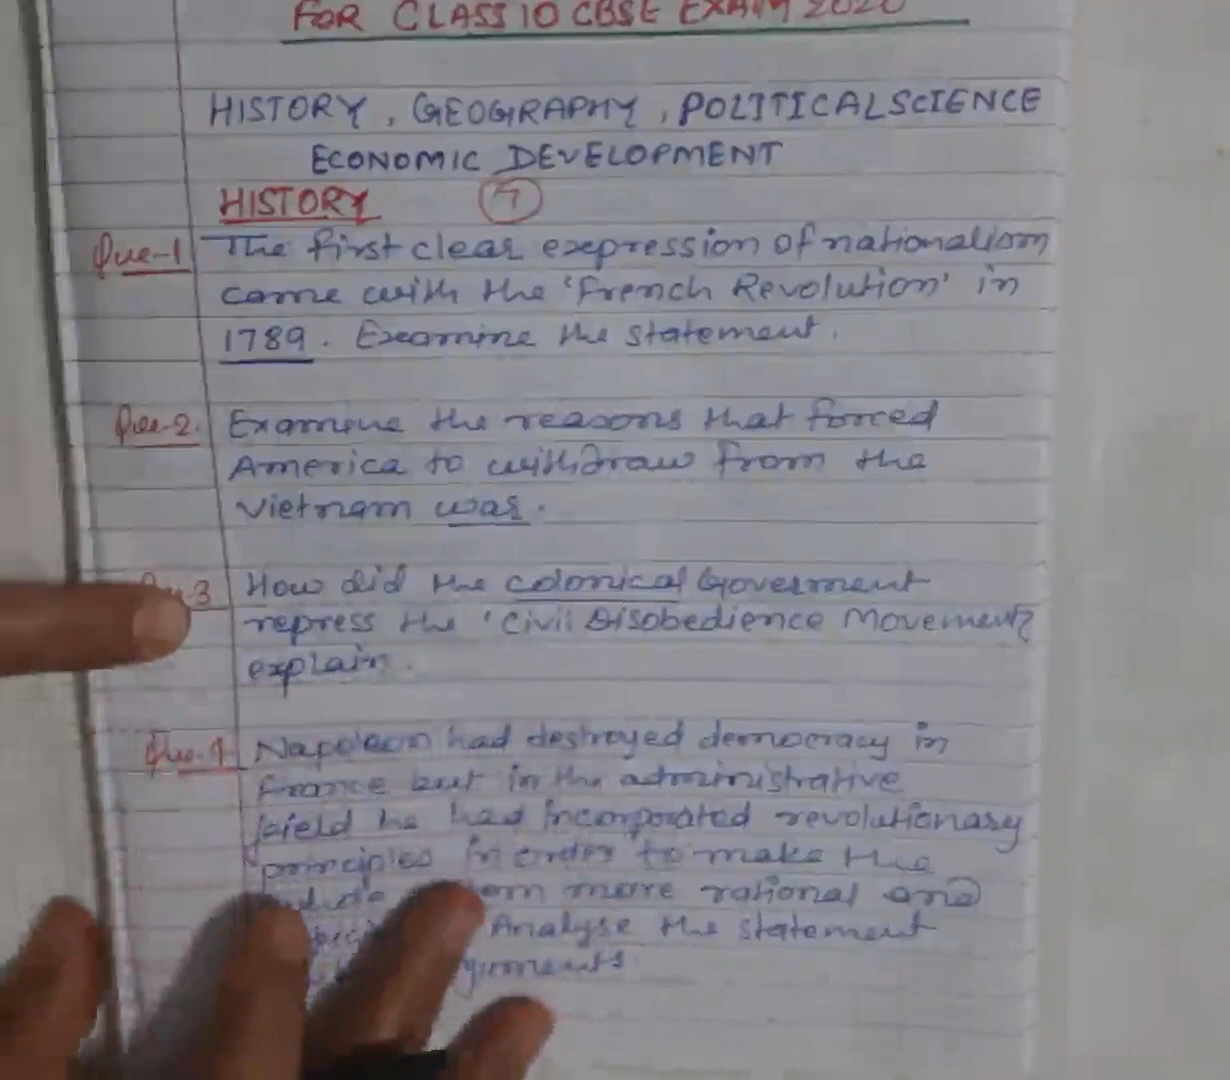 FOR CLASS 10 CBSE EXAM 2020
HISTORY, GEOGRAPHY, POLITICAL SCIENCE
ECONOMIC DEVELOPMENT
HISTORY
Que-1 The first clear expression of nationalism
came with the 'French Revolution' in
1789. Examine the statement.
Que-2. Examine the reasons that forced
America to withdraw from the
Vietnam war.
3 How did the colonical Government
repress the 'Civil Disobedience Movement?
explain.
Que.4 Napoleon had destroyed democracy in
France but in the administrative
field he had incorporated revolutionary
principles in order to make the
more rational and
Analyse the statement